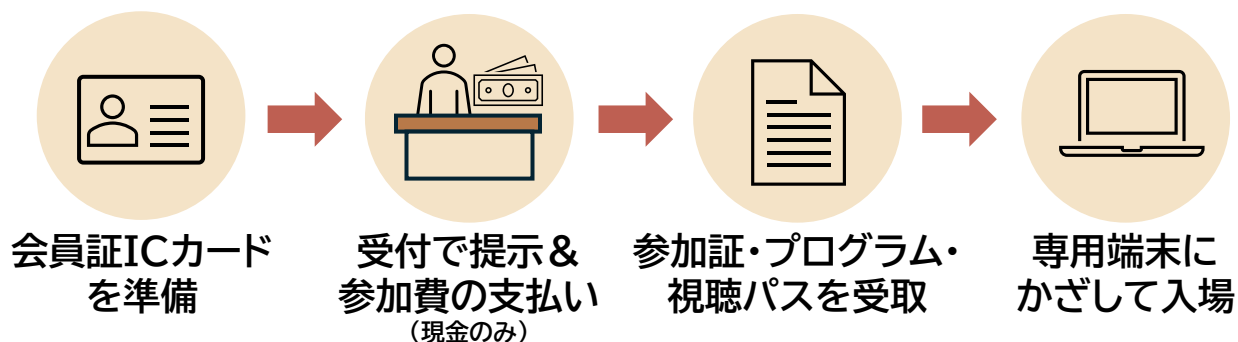 会員証ICカード
を準備
受付で提示＆
参加費の支払い
（現金のみ）
参加証・プログラム・
視聴パスを受取
専用端末に
かざして入場